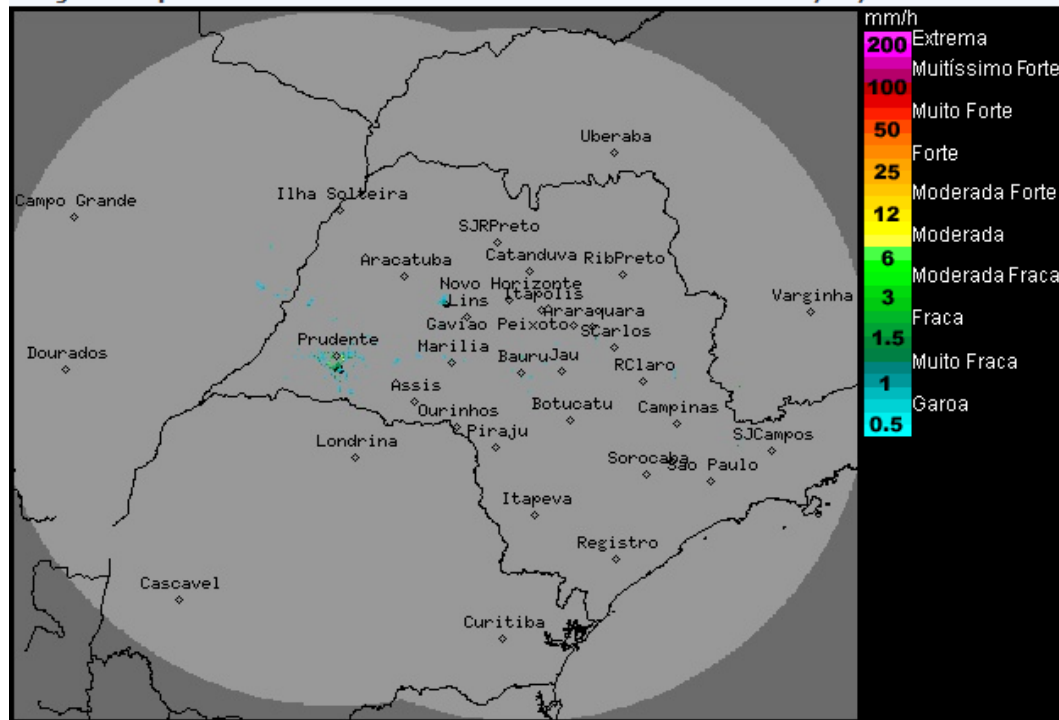 mm/h
200 Extrema
Muitíssimo Forte
100
Muito Forte
50
Forte
25
Moderada Forte
12
Moderada
6
Moderada Fraca
3
Fraca
1.5
Muito Fraca
1
Garoa
0.5
Uberaba
Campo Grande
Ilha Solteira
SJRPreto
Aracatuba
Catanduva
RibPreto
Novo Horizonte
Lins
Itapolis
Araraquara
Varginha
Gaviao Peixoto
SCarlos
Prudente
Marilia
Bauru
Jau
RClaro
Dourados
Assis
Ourinhos
Botucatu
Campinas
Piraju
Londrina
SJCampos
Sorocaba
Sao Paulo
Itapeva
Registro
Cascavel
Curitiba